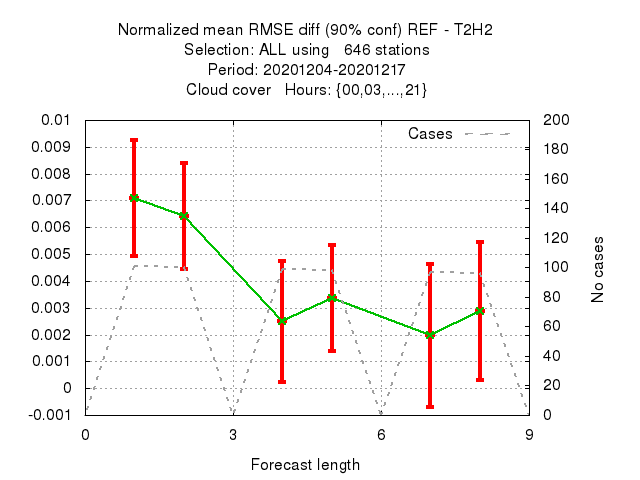 Normalized mean RMSE diff (90% conf) REF - T2H2
Selection: ALL using   646 stations
Period: 20201204-20201217
Cloud cover   Hours: {00,03,...,21}
0.01
0.009
0.008
0.007
0.006
0.005
0.004
0.003
0.002
0.001
0
-0.001
Cases
200
180
160
140
120
100
80
60
40
20
0
No cases
0 3 6 9
Forecast length